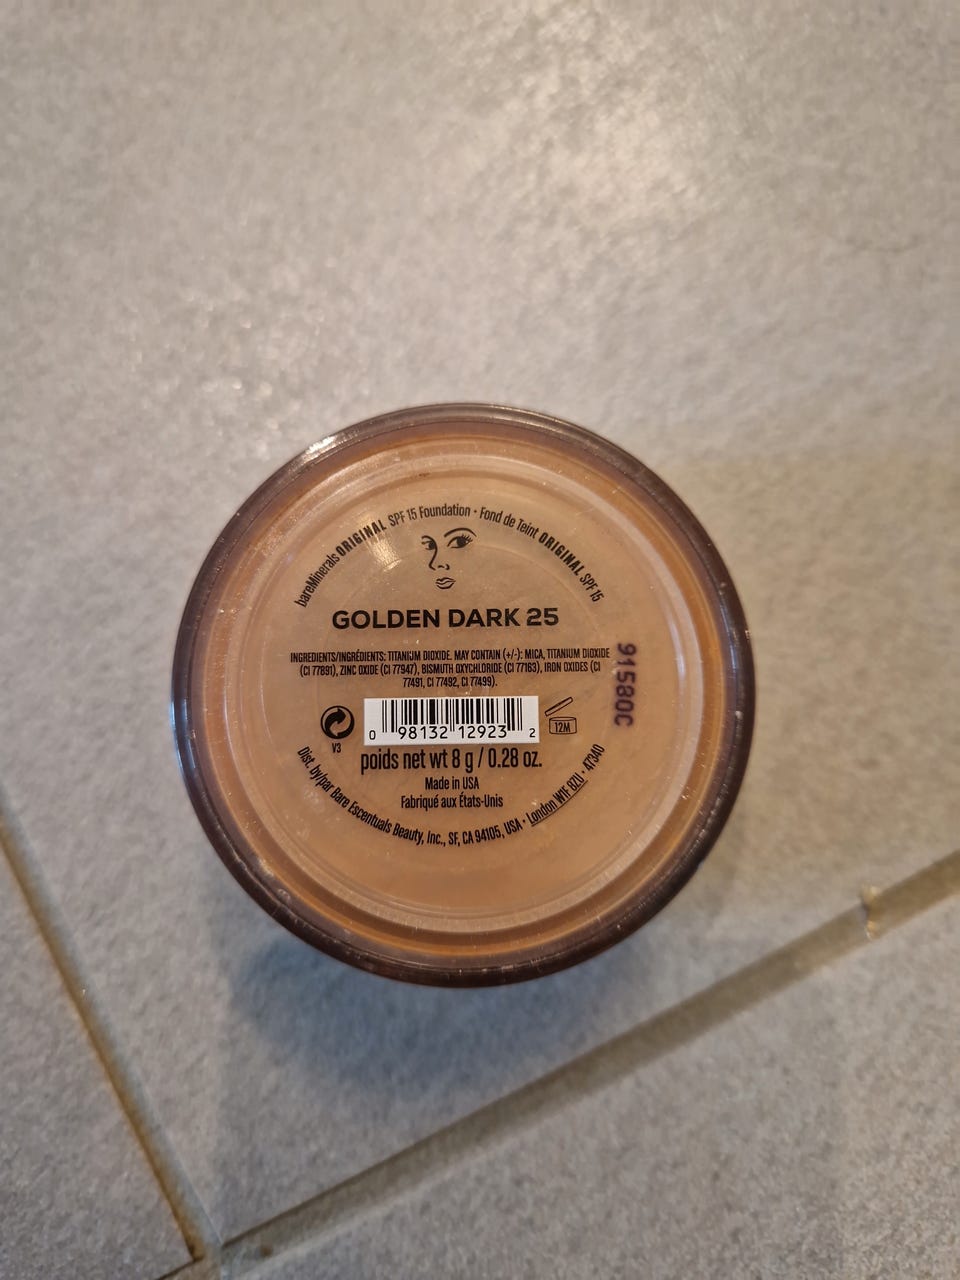 bareMinerals ORIGINAL SPF 15 Foundation • Fond de Teint ORIGINAL SPF 15
GOLDEN DARK 25
INGREDIENTS/INGRÉDIENTS: TITANIUM DIOXIDE. MAY CONTAIN (+/-): MICA, TITANIUM DIOXIDE
(CI 77891), ZINC OXIDE (CI 77947), BISMUTH OXYCHLORIDE (CI 77163), IRON OXIDES (CI
77491, CI 77492, CI 77499).
91580C
0 98132 12923 2
12M
V3
poids net wt 8 g / 0.28 oz.
Made in USA
Fabriqué aux États-Unis
Dist. by/par Bare Escentuals Beauty, Inc., SF, CA 94105, USA • London W1F 8ZU • 47340